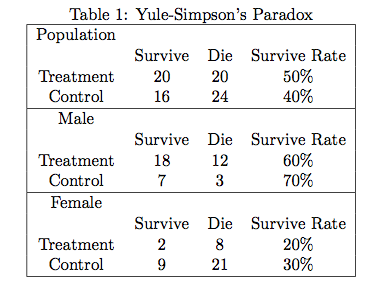 Table 1: Yule-Simpson's Paradox
Population
Survive Die Survive Rate
Treatment 20 20 50%
Control 16 24 40%
Male
Survive Die Survive Rate
Treatment 18 12 60%
Control 7 3 70%
Female
Survive Die Survive Rate
Treatment 2 8 20%
Control 9 21 30%